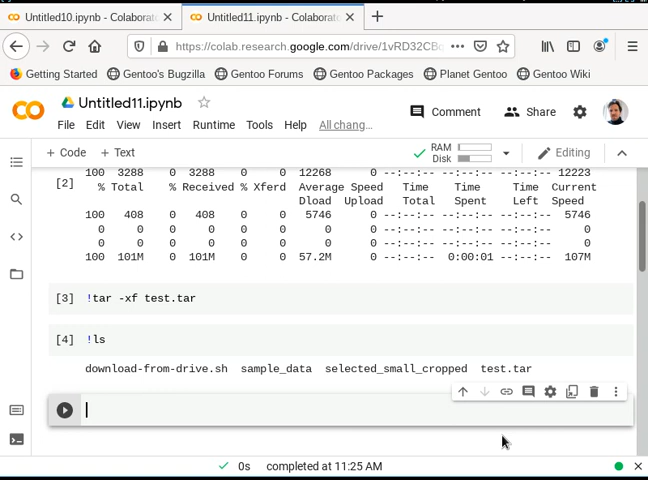 Untitled10.ipynb - Colaborat
Untitled11.ipynb - Colaborat
https://colab.research.google.com/drive/1vRD32CBc
Getting Started Gentoo's Bugzilla Gentoo Forums Gentoo Packages Planet Gentoo Gentoo Wiki
Untitled11.ipynb
Comment Share
File Edit View Insert Runtime Tools Help All chang…
+ Code + Text
RAM
Disk
Editing
100 3288 0 3288 0 0 12268 0 --:--:-- --:--:-- --:--:-- 12223
[2]
% Total % Received % Xferd Average Speed Time Time Time Current
Dload Upload Total Spent Left Speed
100 408 0 408 0 0 5746 0 --:--:-- --:--:-- --:--:-- 5746
0 0 0 0 0 0 0 0 --:--:-- --:--:-- --:--:-- 0
0 0 0 0 0 0 0 0 --:--:-- --:--:-- --:--:-- 0
100 101M 0 101M 0 0 57.2M 0 --:--:-- 0:00:01 --:--:-- 107M
[3] !tar -xf test.tar
[4] !ls
download-from-drive.sh sample_data selected_small_cropped test.tar
0s completed at 11:25 AM